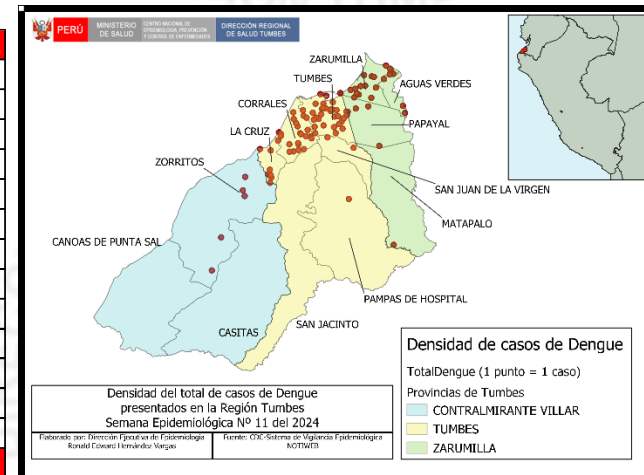 PERÚ
MINISTERIO
DE SALUD
CENTRO NACIONAL DE
EPIDEMIOLOGIA, PREVENCIÓN
Y CONTROL DE ENFERMEDADES
DIRECCIÓN REGIONAL
DE SALUD TUMBES
ZARUMILLA
TUMBES
AGUAS VERDES
CORRALES
PAPAYAL
LA CRUZ
ZORRITOS
SAN JUAN DE LA VIRGEN
MATAPALO
CANOAS DE PUNTA SAL
PAMPAS DE HOSPITAL
SAN JACINTO
CASITAS
Densidad de casos de Dengue
TotalDengue (1 punto = 1 caso)
Provincias de Tumbes
CONTRALMIRANTE VILLAR
TUMBES
ZARUMILLA
Densidad del total de casos de Dengue
presentados en la Región Tumbes
Semana Epidemiológica Nº 11 del 2024
Elaborado por: Dirección Ejecutiva de Epidemiología
Ronald Edward Hernández Vargas
Fuente: CDC-Sistema de Vigilancia Epidemiológica
NOTIWEB